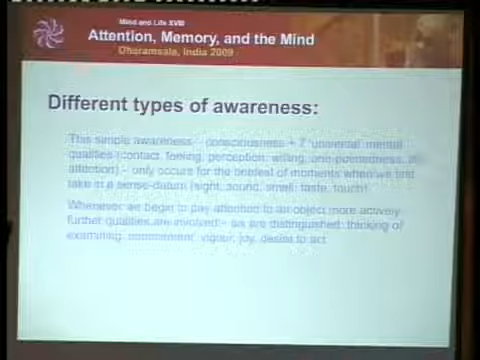 Mind and Life XVIII
Attention, Memory, and the Mind
Dharamsala, India 2009
Different types of awareness:
This simple awareness – consciousness + 7 'universal' mental
qualities (contact, feeling, perception, willing, one-pointedness,
attention) – only occurs for the briefest of moments when we first
take in a sense-datum (sight, sound, smell, taste, touch).
Whenever we begin to pay attention to an object more actively
further qualities are involved – six are distinguished: thinking of
examining, commitment, vigour, joy, desire to act